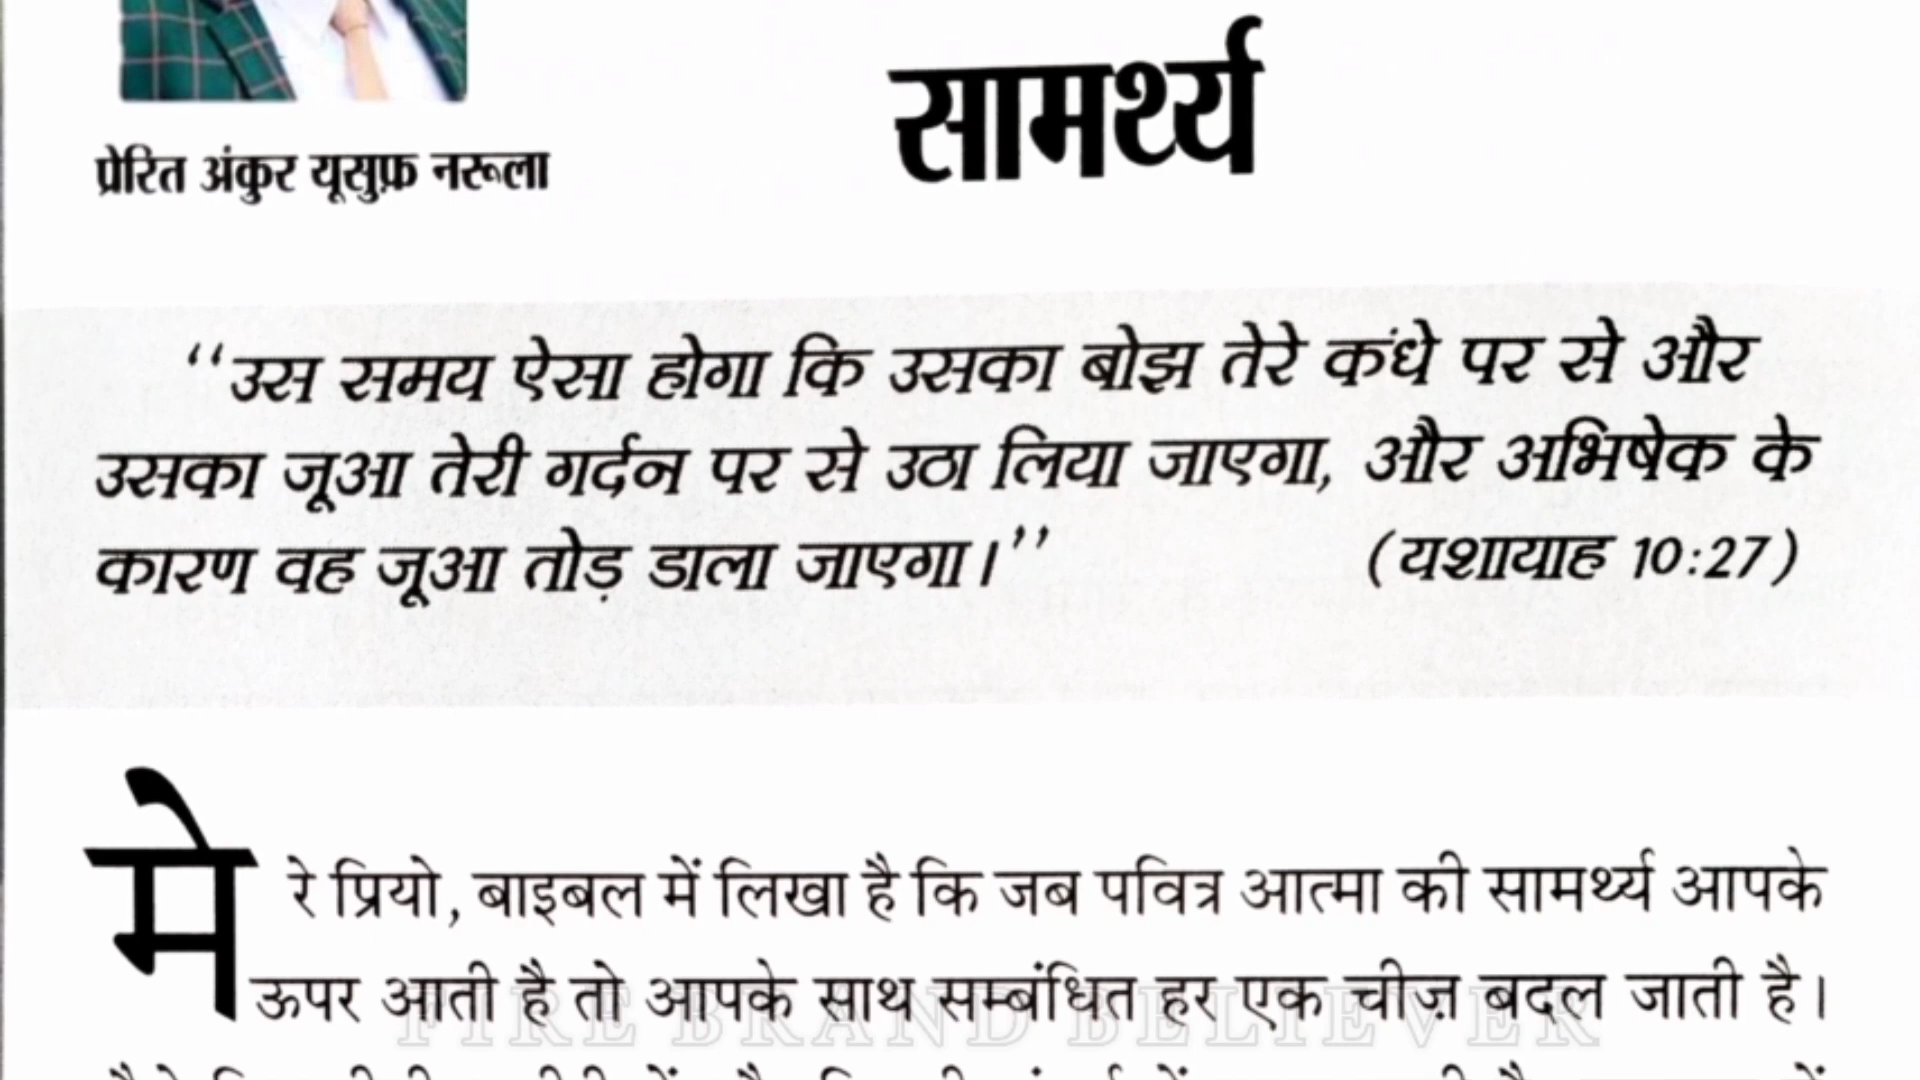 सामर्थ्य
प्रेरित अंकुर यूसुफ़ नरूला
‘‘उस समय ऐसा होगा कि उसका बोझ तेरे कंधे पर से और
उसका जूआ तेरी गर्दन पर से उठा लिया जाएगा, और अभिषेक के
कारण वह जूआ तोड़ डाला जाएगा।’’ (यशायाह 10:27)
मेरे प्रियो, बाइबल में लिखा है कि जब पवित्र आत्मा की सामर्थ्य आपके
ऊपर आती है तो आपके साथ सम्बंधित हर एक चीज़ बदल जाती है।
FIRE BRAND BELIEVER